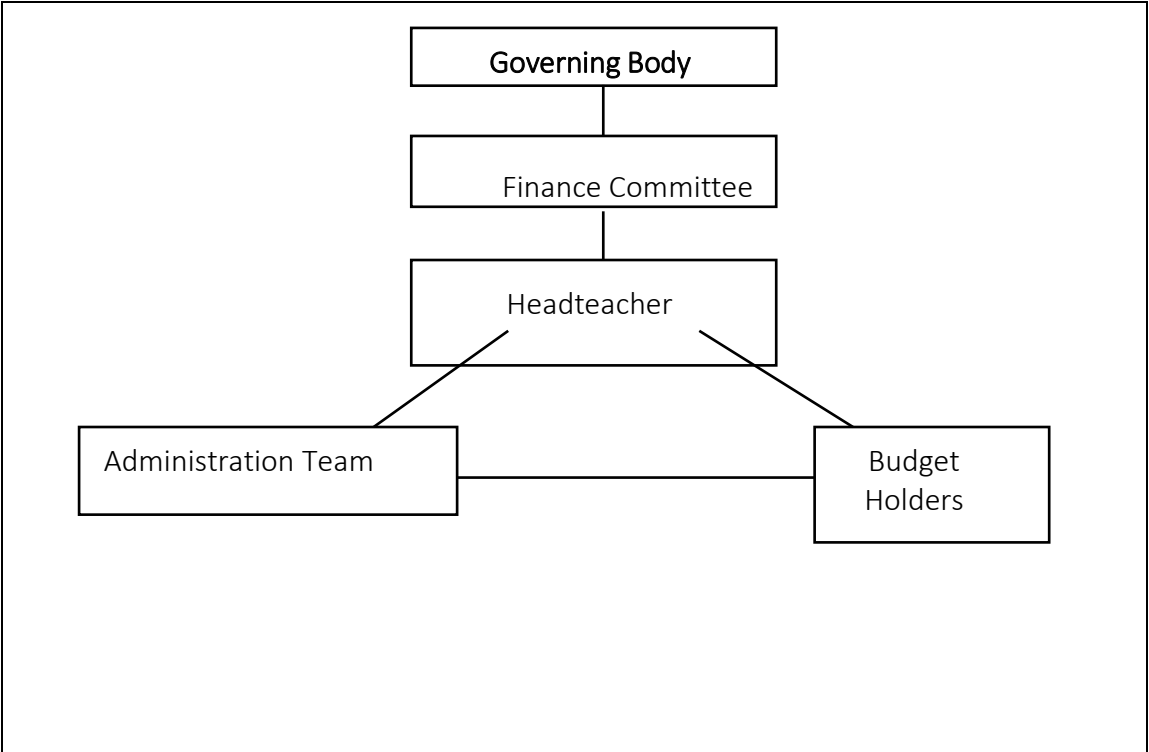 Governing Body
Finance Committee
Headteacher
Administration Team
Budget
Holders